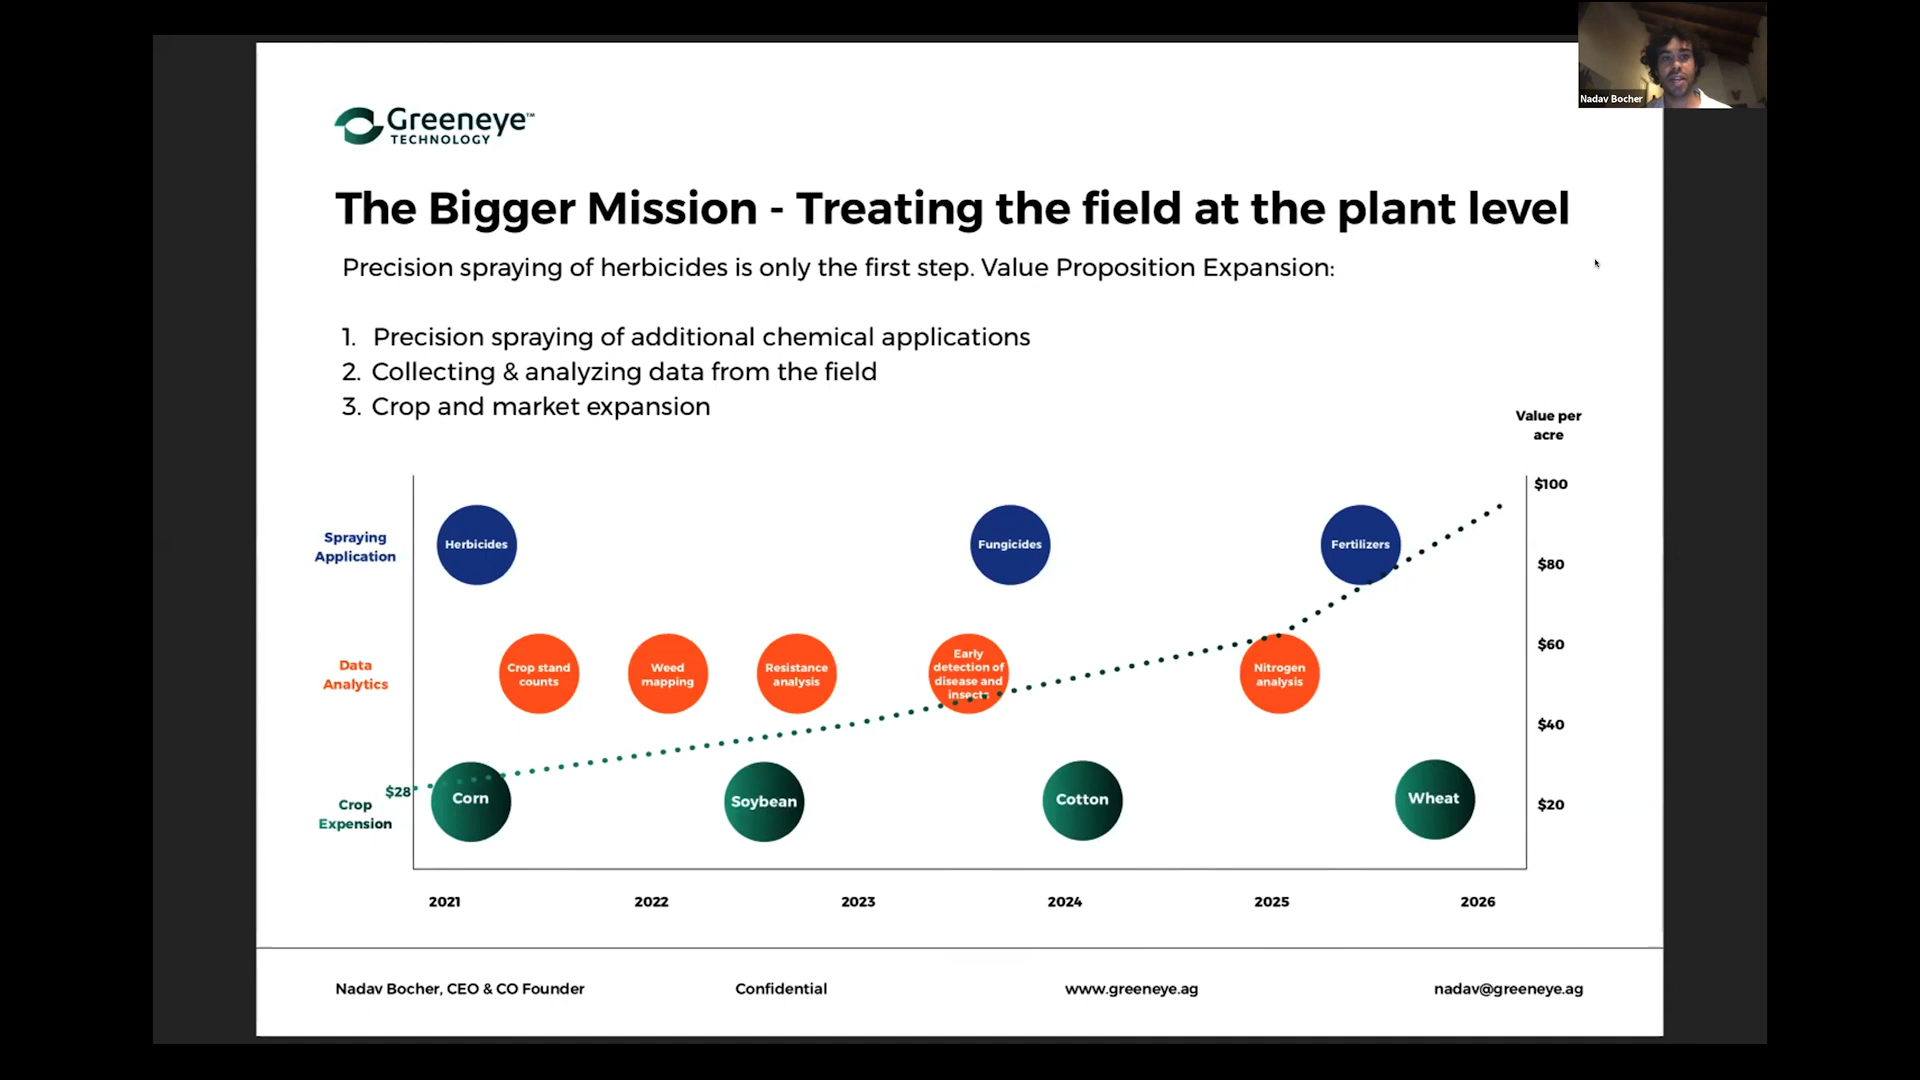 Nadav Bocher
Greeneye™
TECHNOLOGY
The Bigger Mission - Treating the field at the plant level
Precision spraying of herbicides is only the first step. Value Proposition Expansion:
1. Precision spraying of additional chemical applications
2. Collecting & analyzing data from the field
3. Crop and market expansion
Value per
acre
$100
$80
$60
$40
$20
Spraying
Application
Herbicides
Fungicides
Fertilizers
Data
Analytics
Crop stand
counts
Weed
mapping
Resistance
analysis
Early
detection of
disease and
insects
Nitrogen
analysis
$28
Crop
Expension
Corn
Soybean
Cotton
Wheat
2021
2022
2023
2024
2025
2026
Nadav Bocher, CEO & CO Founder
Confidential
www.greeneye.ag
nadav@greeneye.ag